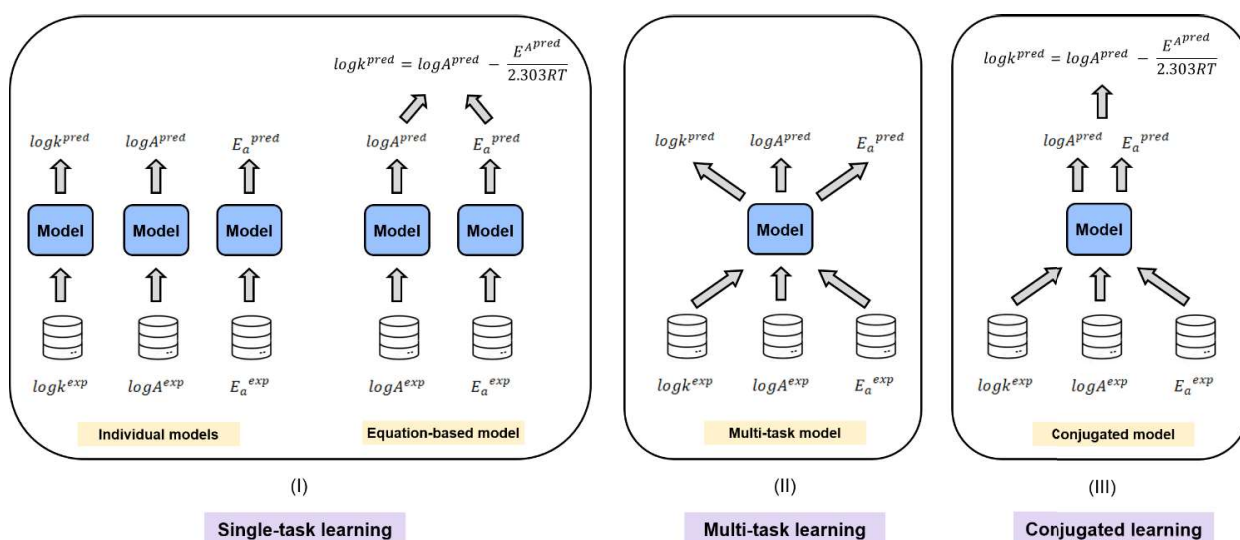 logk^{pred} = logA^{pred} − \frac{E^{A^{pred}}}{2.303RT}
logk^{pred} logA^{pred} E_a^{pred} logA^{pred} E_a^{pred}
Model Model Model Model Model
logk^{exp} logA^{exp} E_a^{exp} logA^{exp} E_a^{exp}
Individual models Equation-based model
(I)
Single-task learning
logk^{pred} logA^{pred} E_a^{pred}
Model
logk^{exp} logA^{exp} E_a^{exp}
Multi-task model
(II)
Multi-task learning
logk^{pred} = logA^{pred} − \frac{E^{A^{pred}}}{2.303RT}
logA^{pred} E_a^{pred}
Model
logk^{exp} logA^{exp} E_a^{exp}
Conjugated model
(III)
Conjugated learning